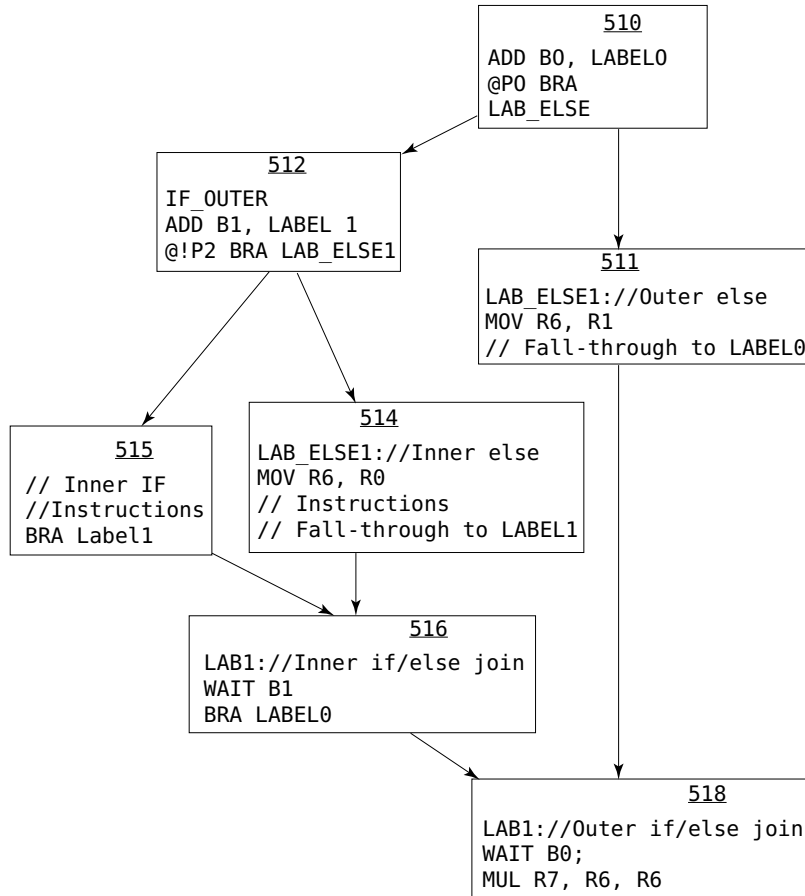 510
ADD BO, LABELO
@PO BRA
LAB_ELSE
512
IF_OUTER
ADD B1, LABEL 1
@!P2 BRA LAB_ELSE1
511
LAB_ELSE1://Outer else
MOV R6, R1
// Fall-through to LABEL0
515
// Inner IF
//Instructions
BRA Label1
514
LAB_ELSE1://Inner else
MOV R6, R0
// Instructions
// Fall-through to LABEL1
516
LAB1://Inner if/else join
WAIT B1
BRA LABEL0
518
LAB1://Outer if/else join
WAIT B0;
MUL R7, R6, R6